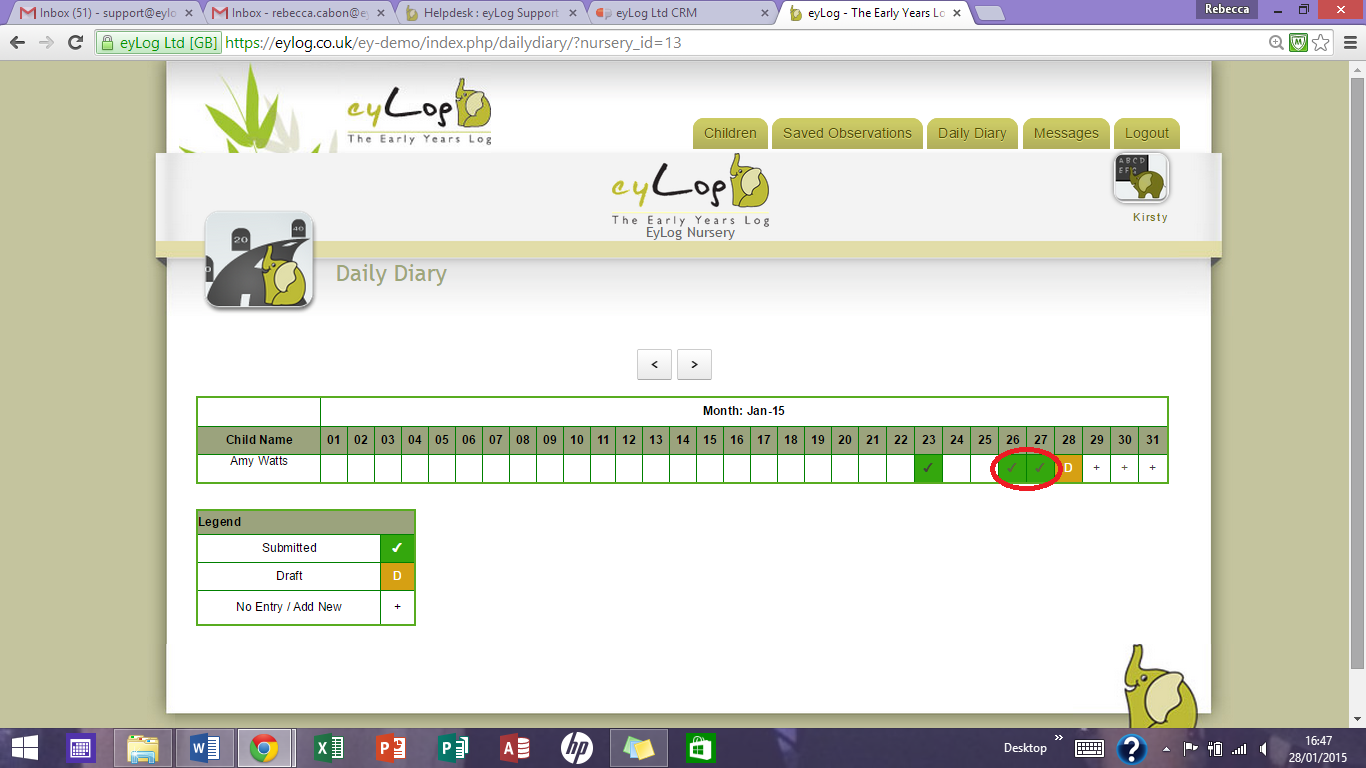 Inbox (51) - support@eylo
Inbox - rebecca.cabon@ey
Helpdesk : eyLog Support
eyLog Ltd CRM
eyLog - The Early Years Lo
Rebecca
eyLog Ltd [GB] https://eylog.co.uk/ey-demo/index.php/dailydiary/?nursery_id=13
eyLog
The Early Years Log
Children Saved Observations Daily Diary Messages Logout
ABCD
EFG
eyLog
The Early Years Log
EyLog Nursery
Kirsty
20
40
Daily Diary
< >
Month: Jan-15
Child Name 01 02 03 04 05 06 07 08 09 10 11 12 13 14 15 16 17 18 19 20 21 22 23 24 25 26 27 28 29 30 31
Amy Watts ✓ ✓ ✓ D + + +
Legend
Submitted ✓
Draft D
No Entry / Add New +
Desktop
16:47
28/01/2015